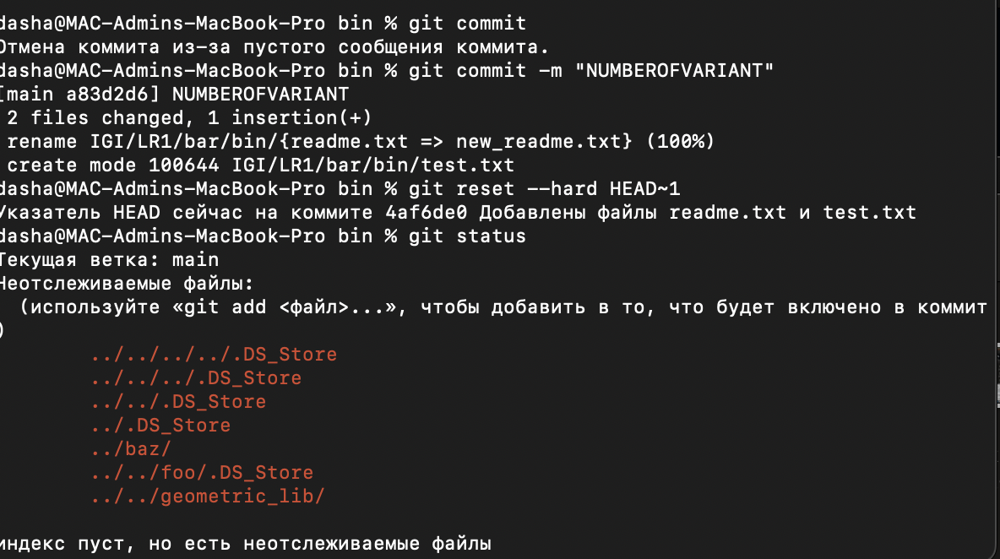 dasha@MAC-Admins-MacBook-Pro bin % git commit
Отмена коммита из-за пустого сообщения коммита.
dasha@MAC-Admins-MacBook-Pro bin % git commit -m "NUMBEROFVARIANT"
[main a83d2d6] NUMBEROFVARIANT
2 files changed, 1 insertion(+)
rename IGI/LR1/bar/bin/{readme.txt => new_readme.txt} (100%)
create mode 100644 IGI/LR1/bar/bin/test.txt
dasha@MAC-Admins-MacBook-Pro bin % git reset --hard HEAD~1
Указатель HEAD сейчас на коммите 4af6de0 Добавлены файлы readme.txt и test.txt
dasha@MAC-Admins-MacBook-Pro bin % git status
Текущая ветка: main
Неотслеживаемые файлы:
(используйте «git add <файл>...», чтобы добавить в то, что будет включено в коммит
)
../../../../.DS_Store
../../../.DS_Store
../../.DS_Store
../.DS_Store
../baz/
../../foo/.DS_Store
../../geometric_lib/
индекс пуст, но есть неотслеживаемые файлы